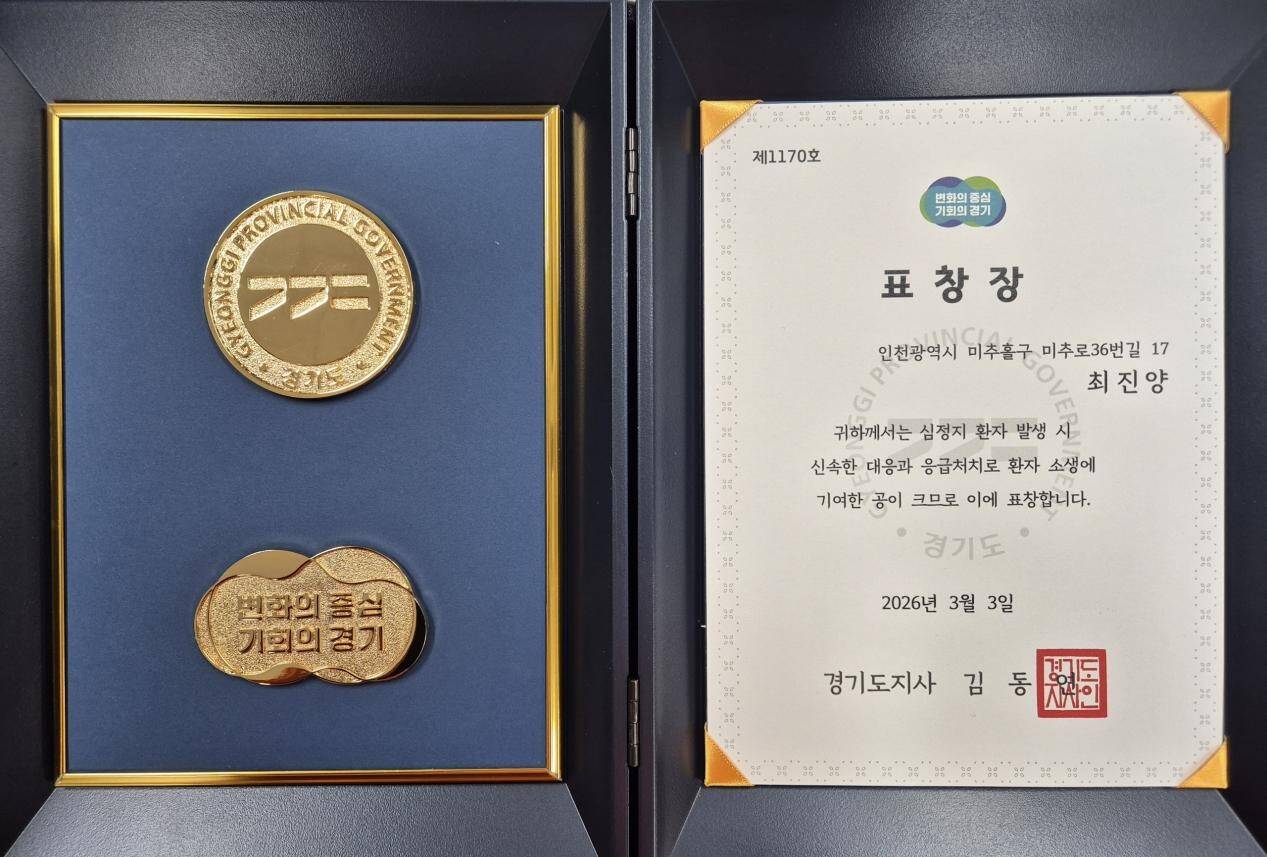 GYEONGGI PROVINCIAL GOVERNMENT
경기도
변화의 중심
기회의 경기
제1170호
변화의 중심
기회의 경기
표창장
인천광역시 미추홀구 미추로36번길 17
최진양
귀하께서는 심정지 환자 발생 시
신속한 대응과 응급처치로 환자 소생에
기여한 공이 크므로 이에 표창합니다.
GYEONGGI PROVINCIAL GOVERNMENT
경기도
2026년 3월 3일
경기도지사 김동연
경기도
지사인